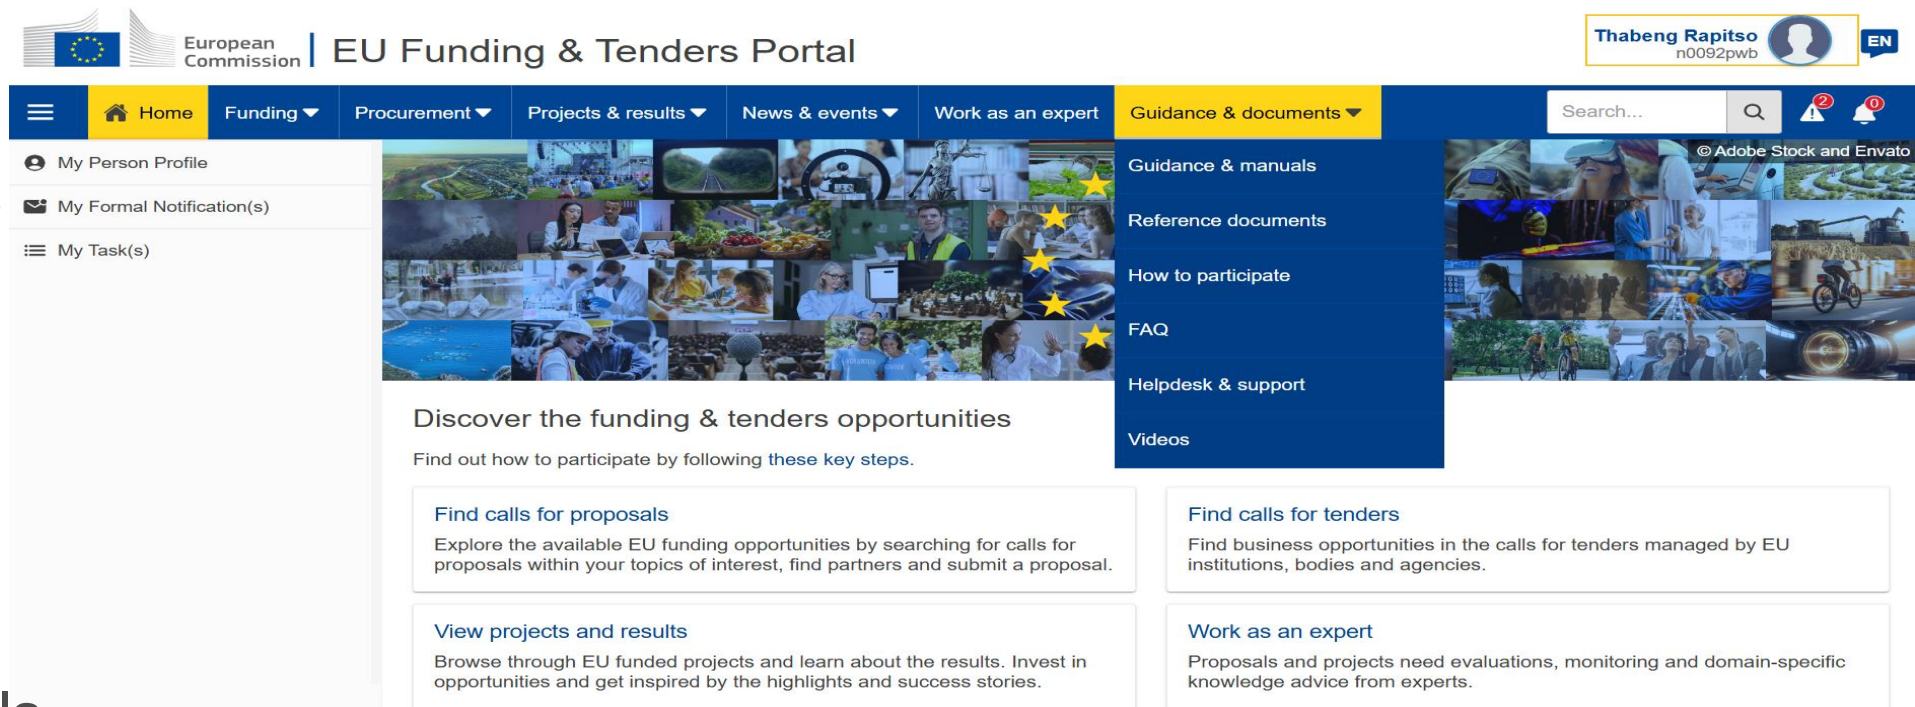 European
Commission
EU Funding & Tenders Portal
Thabeng Rapitso
n0092pwb
EN
Home
Funding
Procurement
Projects & results
News & events
Work as an expert
Guidance & documents
Search...
2
0
My Person Profile
My Formal Notification(s)
My Task(s)
© Adobe Stock and Envato
Guidance & manuals
Reference documents
How to participate
FAQ
Helpdesk & support
Videos
Discover the funding & tenders opportunities
Find out how to participate by following these key steps.
Find calls for proposals
Explore the available EU funding opportunities by searching for calls for
proposals within your topics of interest, find partners and submit a proposal.
Find calls for tenders
Find business opportunities in the calls for tenders managed by EU
institutions, bodies and agencies.
View projects and results
Browse through EU funded projects and learn about the results. Invest in
opportunities and get inspired by the highlights and success stories.
Work as an expert
Proposals and projects need evaluations, monitoring and domain-specific
knowledge advice from experts.